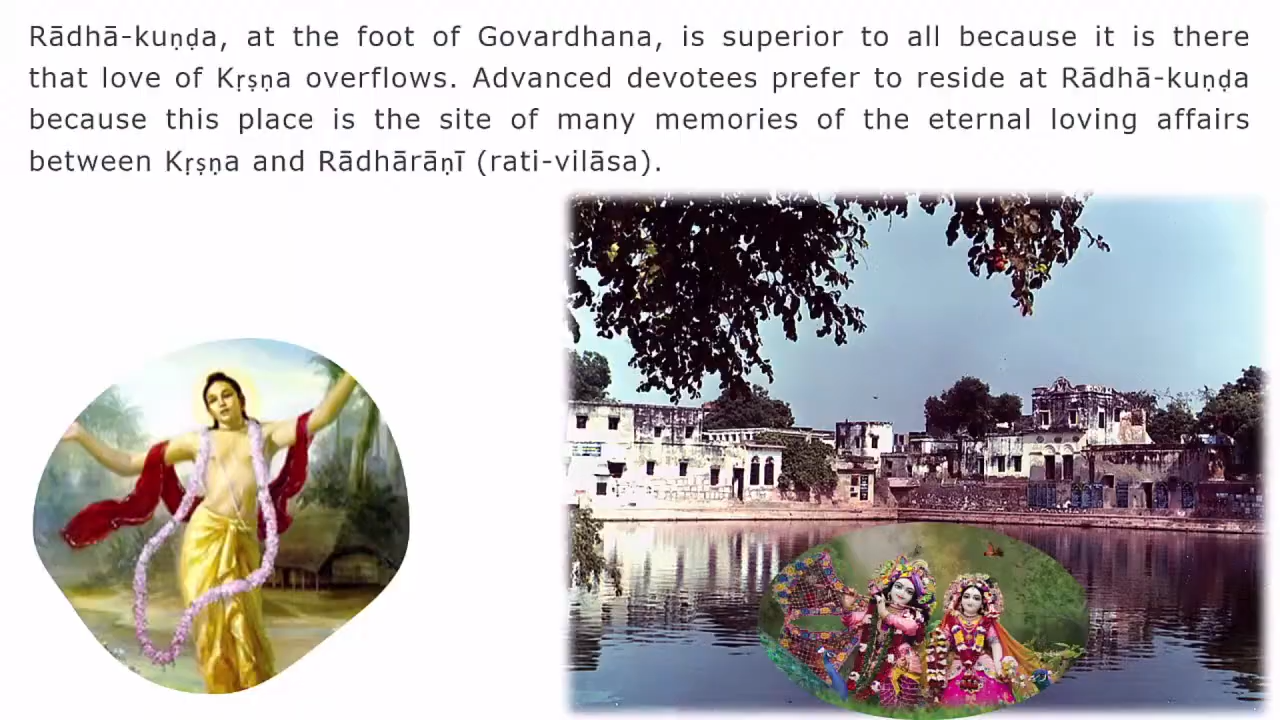 Rādhā-kuṇḍa, at the foot of Govardhana, is superior to all because it is there
that love of Kṛṣṇa overflows. Advanced devotees prefer to reside at Rādhā-kuṇḍa
because this place is the site of many memories of the eternal loving affairs
between Kṛṣṇa and Rādhārāṇī (rati-vilāsa).